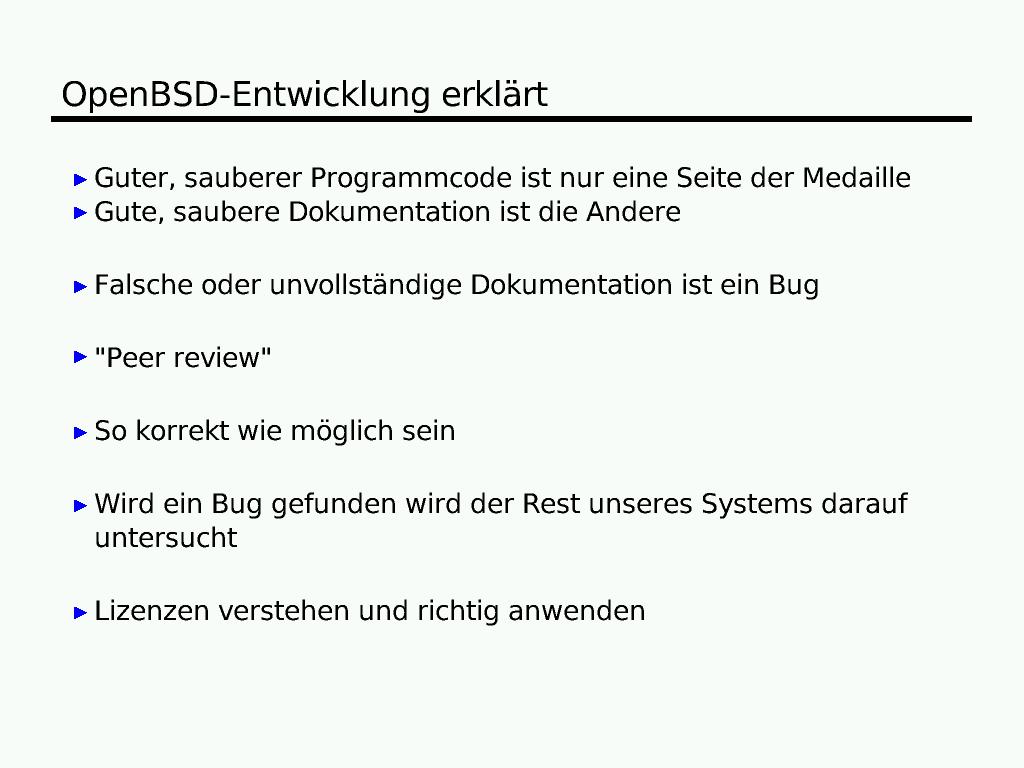 OpenBSD-Entwicklung erklärt
Guter, sauberer Programmcode ist nur eine Seite der Medaille
Gute, saubere Dokumentation ist die Andere
Falsche oder unvollständige Dokumentation ist ein Bug
"Peer review"
So korrekt wie möglich sein
Wird ein Bug gefunden wird der Rest unseres Systems darauf
untersucht
Lizenzen verstehen und richtig anwenden